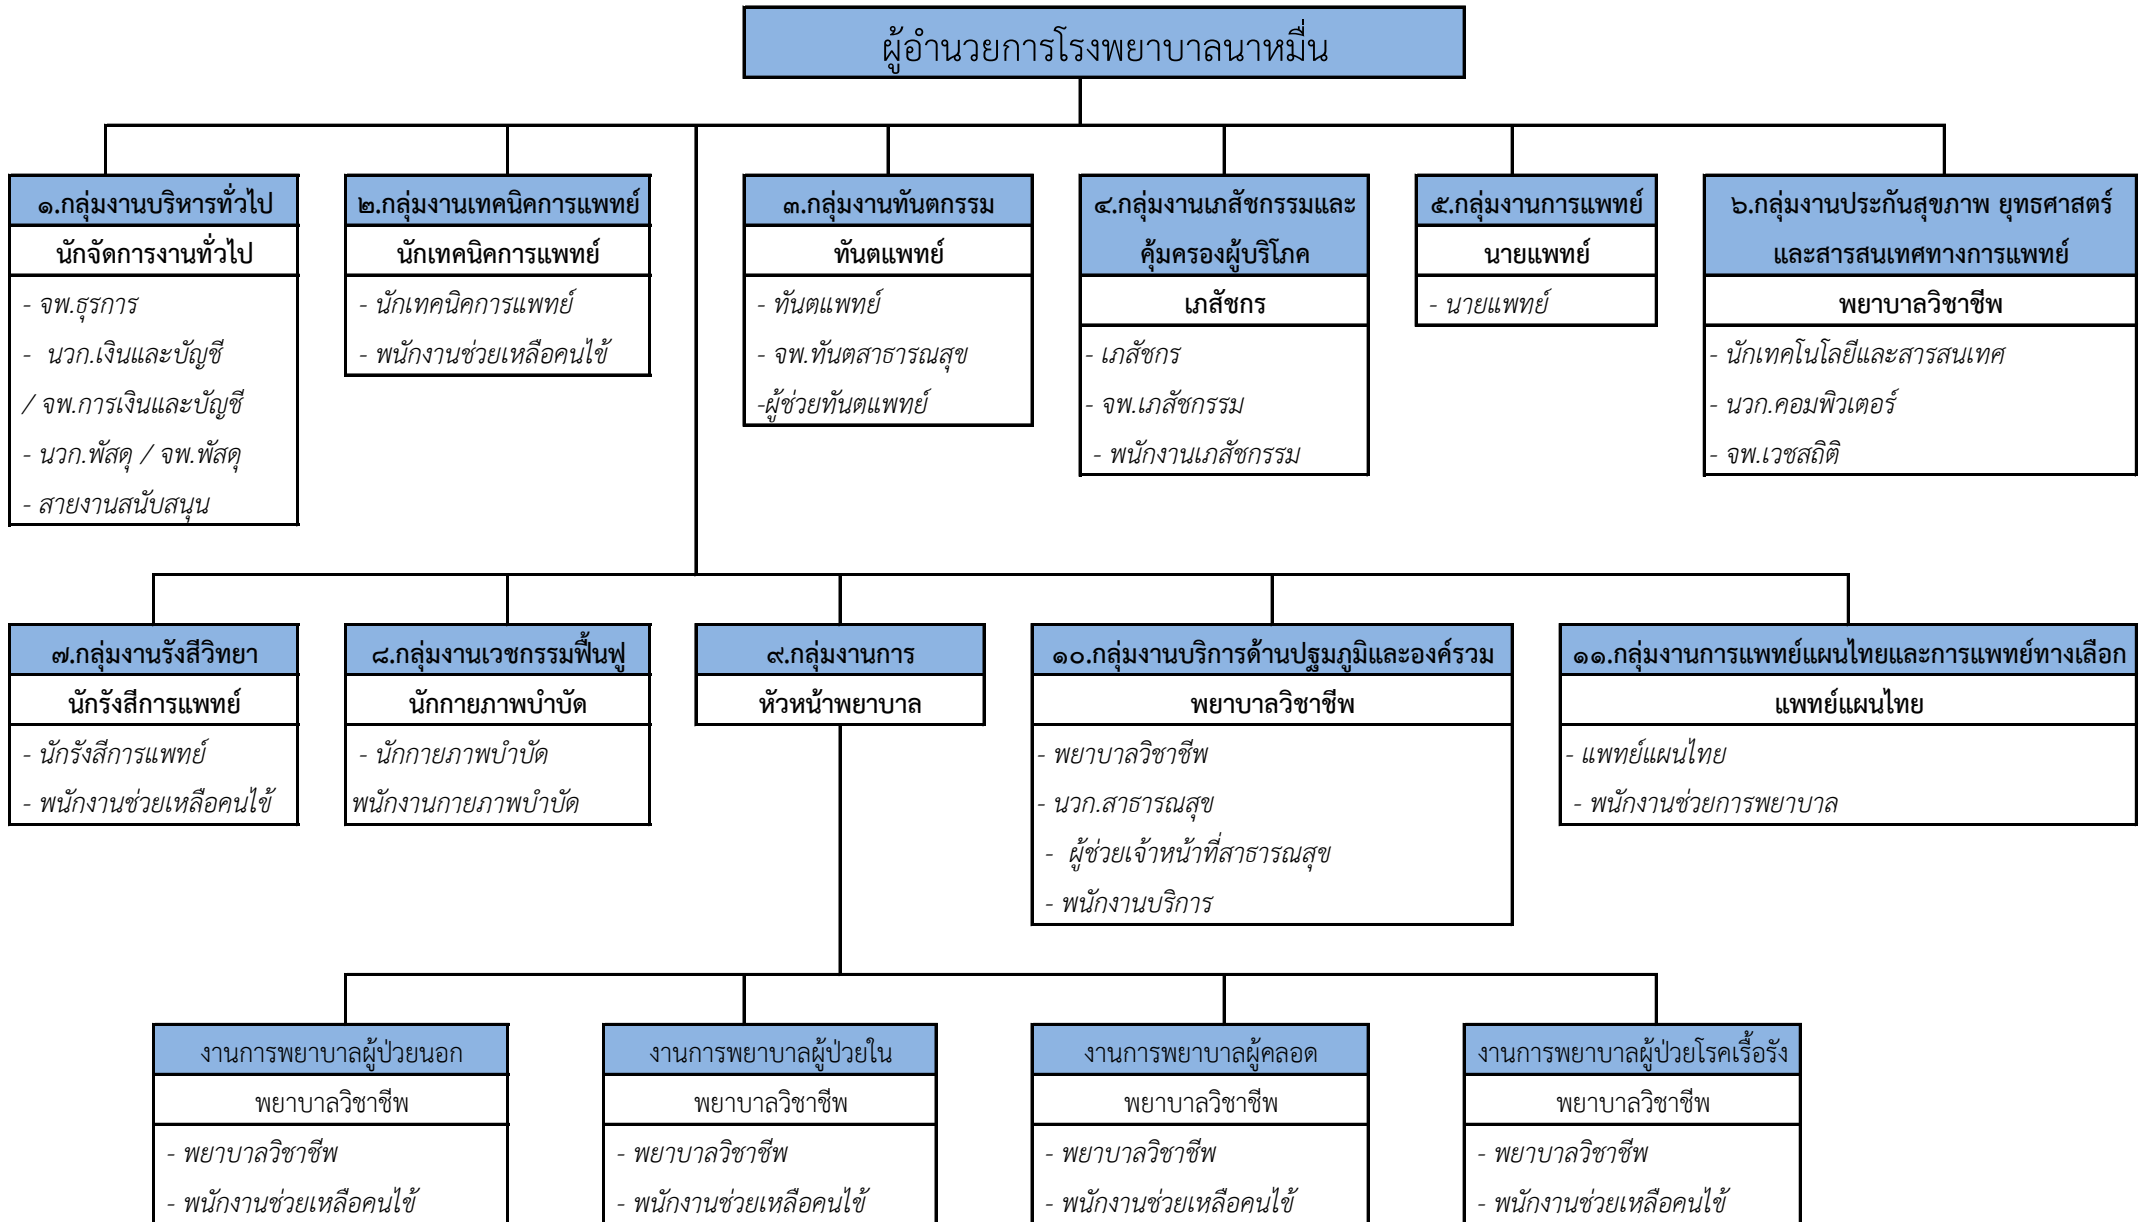 ผู้อำนวยการโรงพยาบาลนาหมื่น
๑.กลุ่มงานบริหารทั่วไป
นักจัดการงานทั่วไป
- จพ.ธุรการ
- นวก.เงินและบัญชี
/ จพ.การเงินและบัญชี
- นวก.พัสดุ / จพ.พัสดุ
- สายงานสนับสนุน
๒.กลุ่มงานเทคนิคการแพทย์
นักเทคนิคการแพทย์
- นักเทคนิคการแพทย์
- พนักงานช่วยเหลือคนไข้
๓.กลุ่มงานทันตกรรม
ทันตแพทย์
- ทันตแพทย์
- จพ.ทันตสาธารณสุข
-ผู้ช่วยทันตแพทย์
๔.กลุ่มงานเภสัชกรรมและ
คุ้มครองผู้บริโภค
เภสัชกร
- เภสัชกร
- จพ.เภสัชกรรม
- พนักงานเภสัชกรรม
๕.กลุ่มงานการแพทย์
นายแพทย์
- นายแพทย์
๖.กลุ่มงานประกันสุขภาพ ยุทธศาสตร์
และสารสนเทศทางการแพทย์
พยาบาลวิชาชีพ
- นักเทคโนโลยีและสารสนเทศ
- นวก.คอมพิวเตอร์
- จพ.เวชสถิติ
๗.กลุ่มงานรังสีวิทยา
นักรังสีการแพทย์
- นักรังสีการแพทย์
- พนักงานช่วยเหลือคนไข้
๘.กลุ่มงานเวชกรรมฟื้นฟู
นักกายภาพบำบัด
- นักกายภาพบำบัด
พนักงานกายภาพบำบัด
๙.กลุ่มงานการ
หัวหน้าพยาบาล
๑๐.กลุ่มงานบริการด้านปฐมภูมิและองค์รวม
พยาบาลวิชาชีพ
- พยาบาลวิชาชีพ
- นวก.สาธารณสุข
- ผู้ช่วยเจ้าหน้าที่สาธารณสุข
- พนักงานบริการ
๑๑.กลุ่มงานการแพทย์แผนไทยและการแพทย์ทางเลือก
แพทย์แผนไทย
- แพทย์แผนไทย
- พนักงานช่วยการพยาบาล
งานการพยาบาลผู้ป่วยนอก
พยาบาลวิชาชีพ
- พยาบาลวิชาชีพ
- พนักงานช่วยเหลือคนไข้
งานการพยาบาลผู้ป่วยใน
พยาบาลวิชาชีพ
- พยาบาลวิชาชีพ
- พนักงานช่วยเหลือคนไข้
งานการพยาบาลผู้คลอด
พยาบาลวิชาชีพ
- พยาบาลวิชาชีพ
- พนักงานช่วยเหลือคนไข้
งานการพยาบาลผู้ป่วยโรคเรื้อรัง
พยาบาลวิชาชีพ
- พยาบาลวิชาชีพ
- พนักงานช่วยเหลือคนไข้